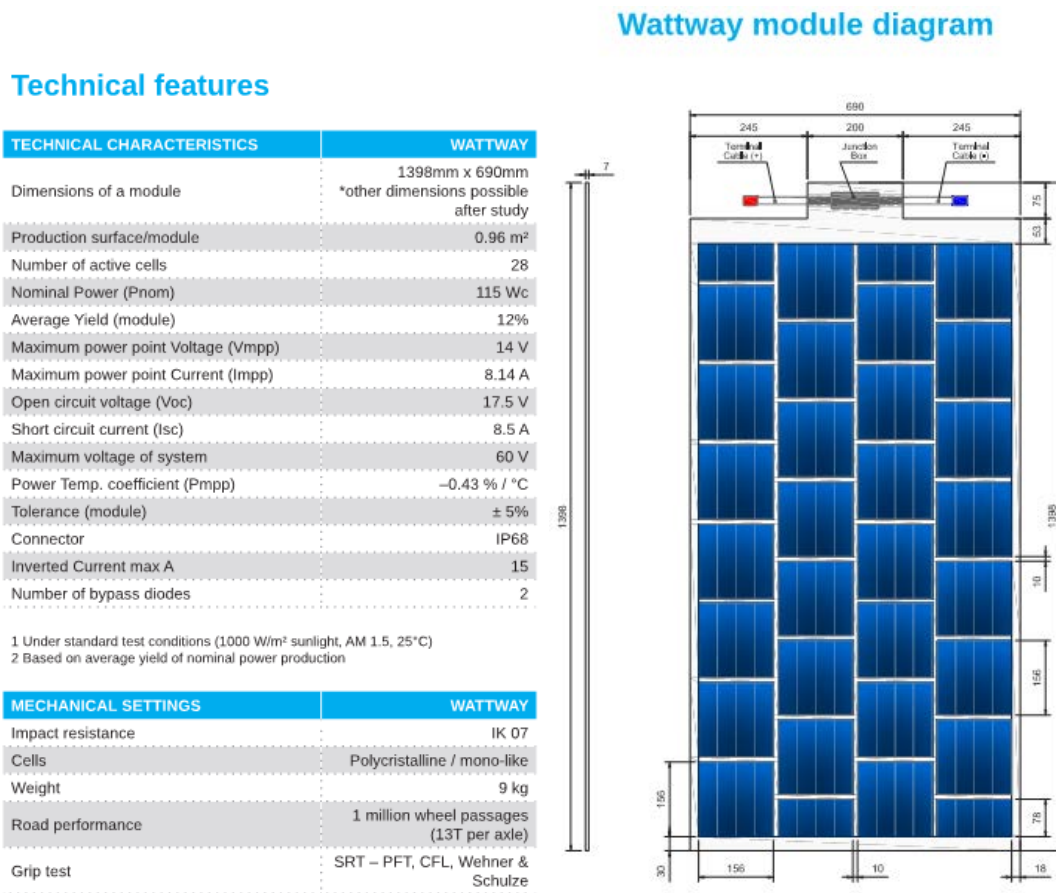 Wattway module diagram
Technical features
TECHNICAL CHARACTERISTICS WATTWAY
Dimensions of a module 1398mm x 690mm
*other dimensions possible
after study
Production surface/module 0.96 m²
Number of active cells 28
Nominal Power (Pnom) 115 Wc
Average Yield (module) 12%
Maximum power point Voltage (Vmpp) 14 V
Maximum power point Current (Impp) 8.14 A
Open circuit voltage (Voc) 17.5 V
Short circuit current (Isc) 8.5 A
Maximum voltage of system 60 V
Power Temp. coefficient (Pmpp) –0.43 % / °C
Tolerance (module) ± 5%
Connector IP68
Inverted Current max A 15
Number of bypass diodes 2
1 Under standard test conditions (1000 W/m² sunlight, AM 1.5, 25°C)
2 Based on average yield of nominal power production
MECHANICAL SETTINGS WATTWAY
Impact resistance IK 07
Cells Polycristalline / mono-like
Weight 9 kg
Road performance 1 million wheel passages
(13T per axle)
Grip test SRT – PFT, CFL, Wehner &
Schulze
690
245 200 245
Terminal
Cable (+)
Junction
Box
Terminal
Cable (•)
7
75
53
1398
1398
10
156
156
78
30
156
10
18